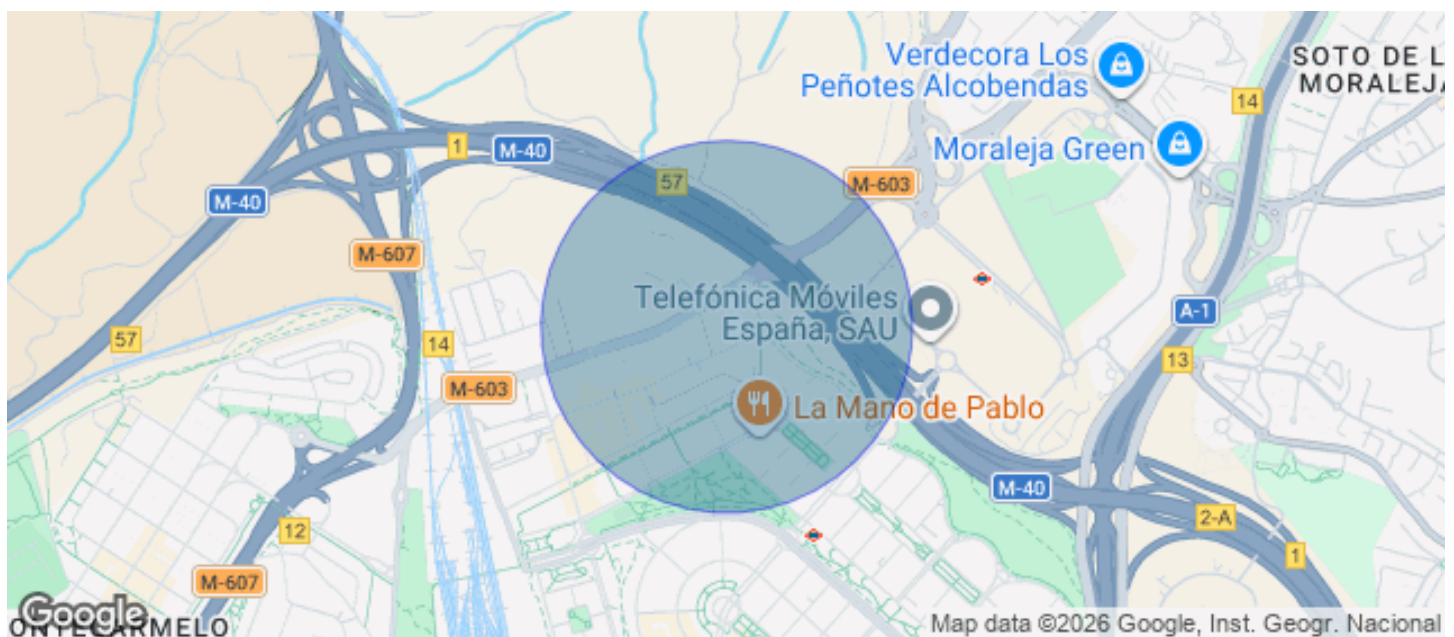 Verdecora Los
Peñotes Alcobendas
SOTO DE L
MORALEJA
14
1
M-40
Moraleja Green
57
M-603
M-40
M-607
Telefónica Móviles
España, SAU
A-1
57
14
13
M-603
La Mano de Pablo
M-40
2-A
12
1
M-607
Google
ONTECARMELO
Map data ©2026 Google, Inst. Geogr. Nacional